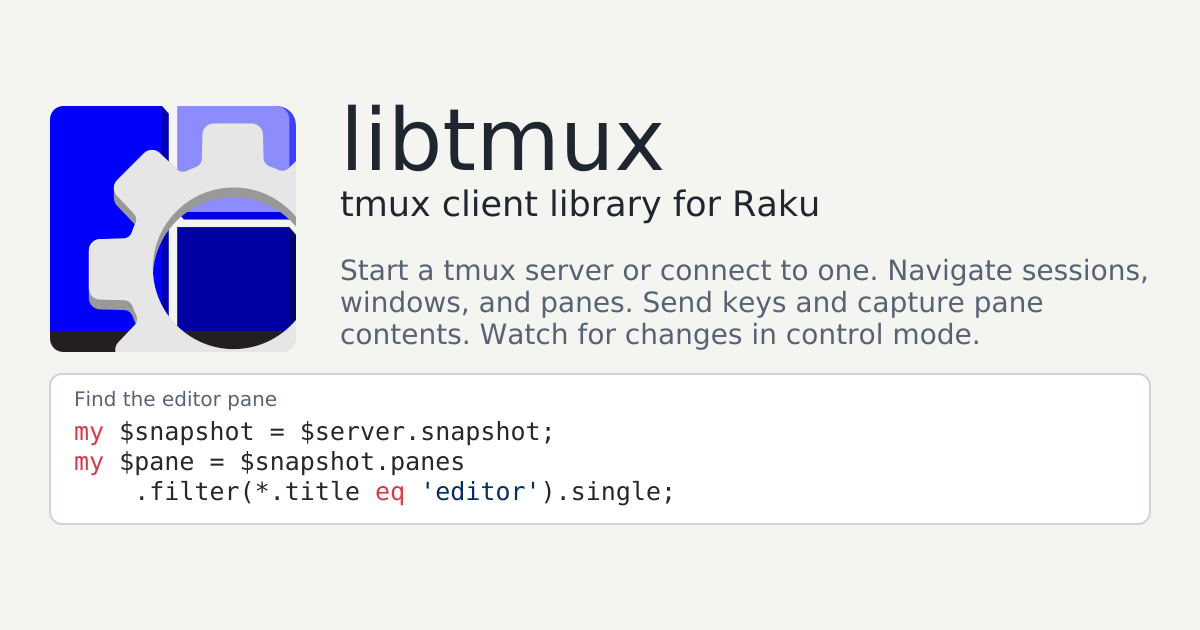 libtmux
tmux client library for Raku
Start a tmux server or connect to one. Navigate sessions,
windows, and panes. Send keys and capture pane
contents. Watch for changes in control mode.
Find the editor pane
my $snapshot = $server.snapshot;
my $pane = $snapshot.panes
    .filter(*.title eq 'editor').single;